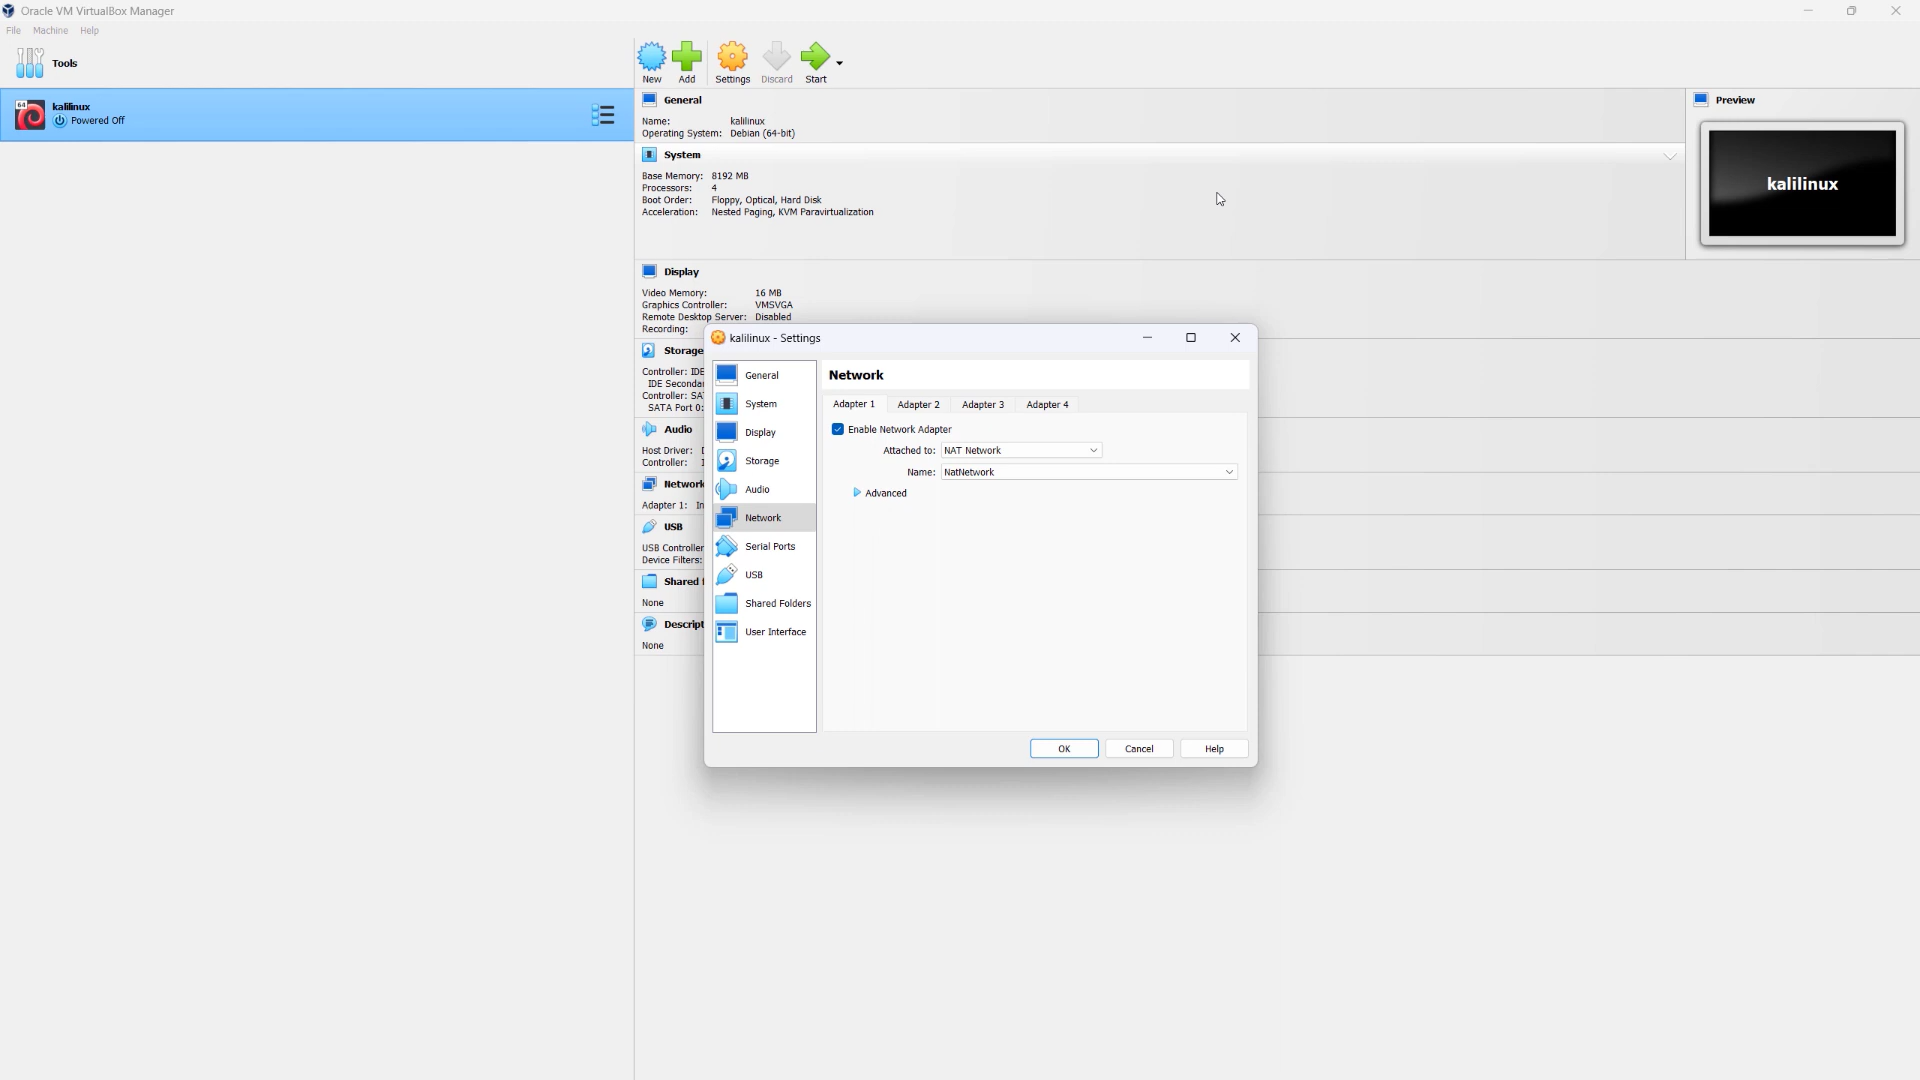 Oracle VM VirtualBox Manager
File Machine Help
Tools
New Add Settings Discard Start
64
kalilinux
Powered Off
General
Name: kalilinux
Operating System: Debian (64-bit)
Preview
kalilinux
System
Base Memory: 8192 MB
Processors: 4
Boot Order: Floppy, Optical, Hard Disk
Acceleration: Nested Paging, KVM Paravirtualization
Display
Video Memory: 16 MB
Graphics Controller: VMSVGA
Remote Desktop Server: Disabled
Recording:
Storage
Controller: IDE
IDE Seconda
Controller: SA
SATA Port 0:
Audio
Host Driver:
Controller:
Network
Adapter 1: In
USB
USB Controller
Device Filters:
Shared
None
Descript
None
kalilinux - Settings
General
System
Display
Storage
Audio
Network
Serial Ports
USB
Shared Folders
User Interface
Network
Adapter 1 Adapter 2 Adapter 3 Adapter 4
Enable Network Adapter
Attached to: NAT Network
Name: NatNetwork
Advanced
OK Cancel Help